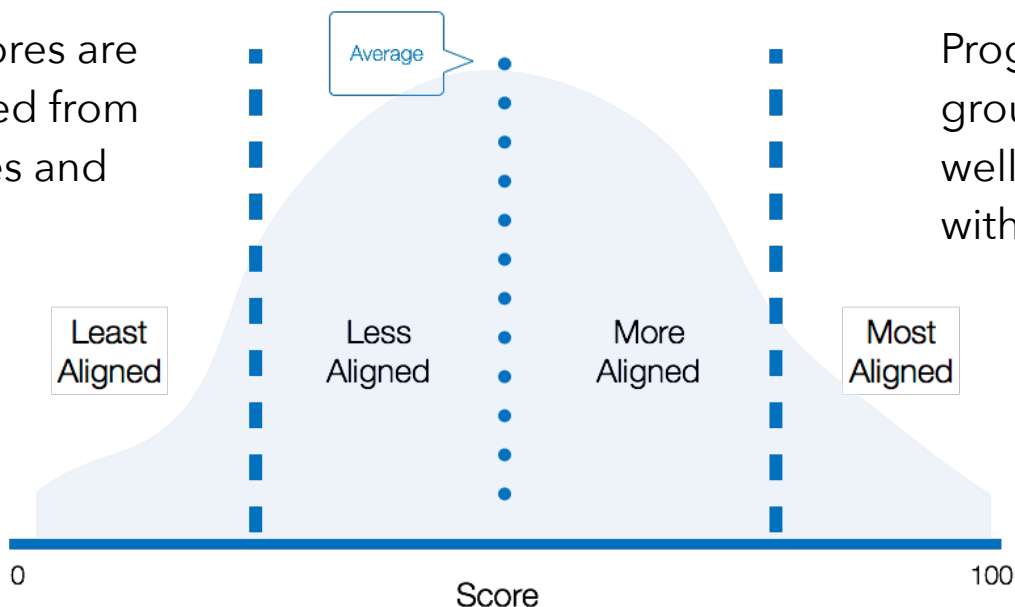 ores are
ed from
es and
Average
Prog
grou
well
with
Least
Aligned
Less
Aligned
More
Aligned
Most
Aligned
0
100
Score